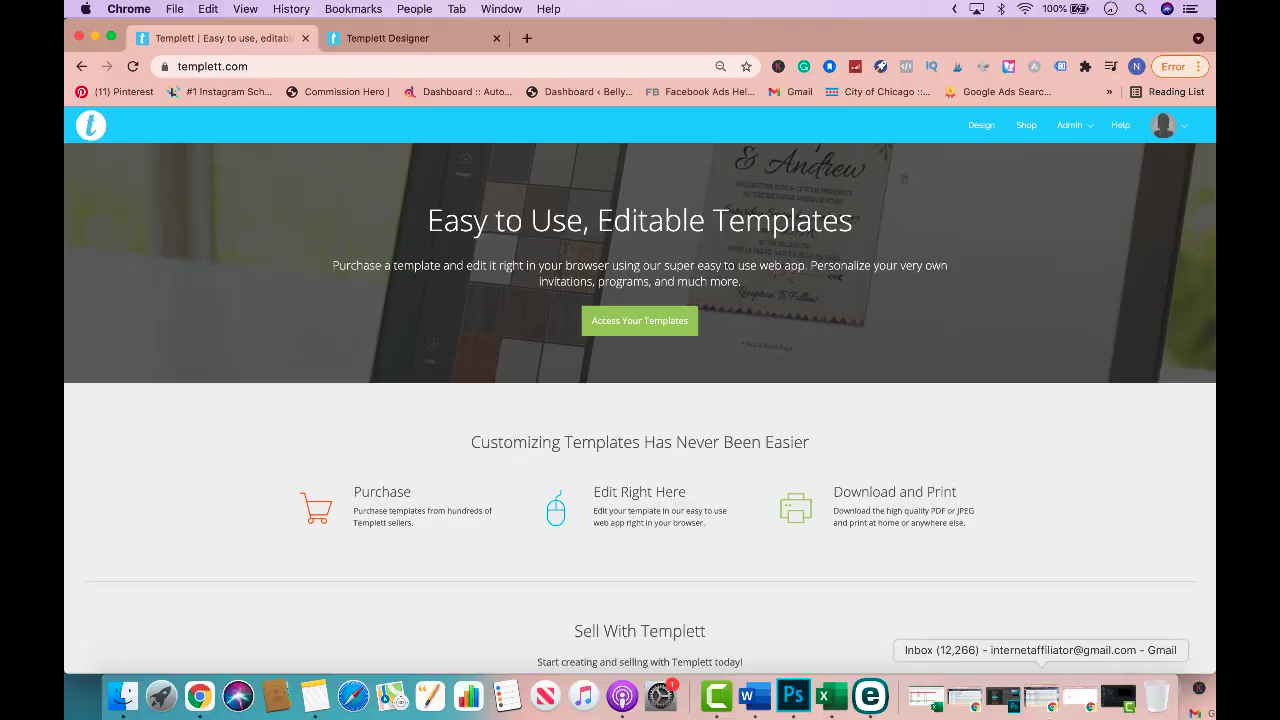 Chrome File Edit View History Bookmarks People Tab Window Help 100%
Templett | Easy to use, editabl
Templett Designer
templett.com
Error
(11) Pinterest
#1 Instagram Sch...
Commission Hero |
Dashboard :: Auto...
Dashboard ‹ Belly...
FB Facebook Ads Hel...
Gmail
City of Chicago ::...
Google Ads Searc...
» Reading List
t
Design Shop Admin Help
& Andrew
Easy to Use, Editable Templates
Purchase a template and edit it right in your browser using our super easy to use web app. Personalize your very own
invitations, programs, and much more.
Reception To Follow!
Access Your Templates
Customizing Templates Has Never Been Easier
Purchase
Purchase templates from hundreds of
Templett sellers.
Edit Right Here
Edit your template in our easy to use
web app right in your browser.
Download and Print
Download the high quality PDF or JPEG
and print at home or anywhere else.
Sell With Templett
Start creating and selling with Templett today!
Inbox (12,266) – internetaffiliator@gmail.com – Gmail